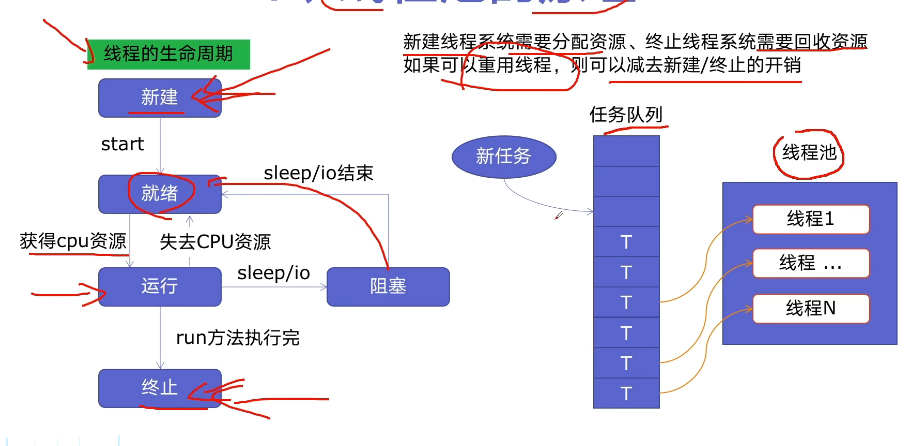 线程的生命周期
新建
start
就绪
sleep/io结束
获得cpu资源
失去CPU资源
运行
sleep/io
阻塞
run方法执行完
终止
新建线程系统需要分配资源、终止线程系统需要回收资源
如果可以重用线程，则可以减去新建/终止的开销
任务队列
新任务
T
T
T
T
T
T
线程池
线程1
线程 ...
线程N